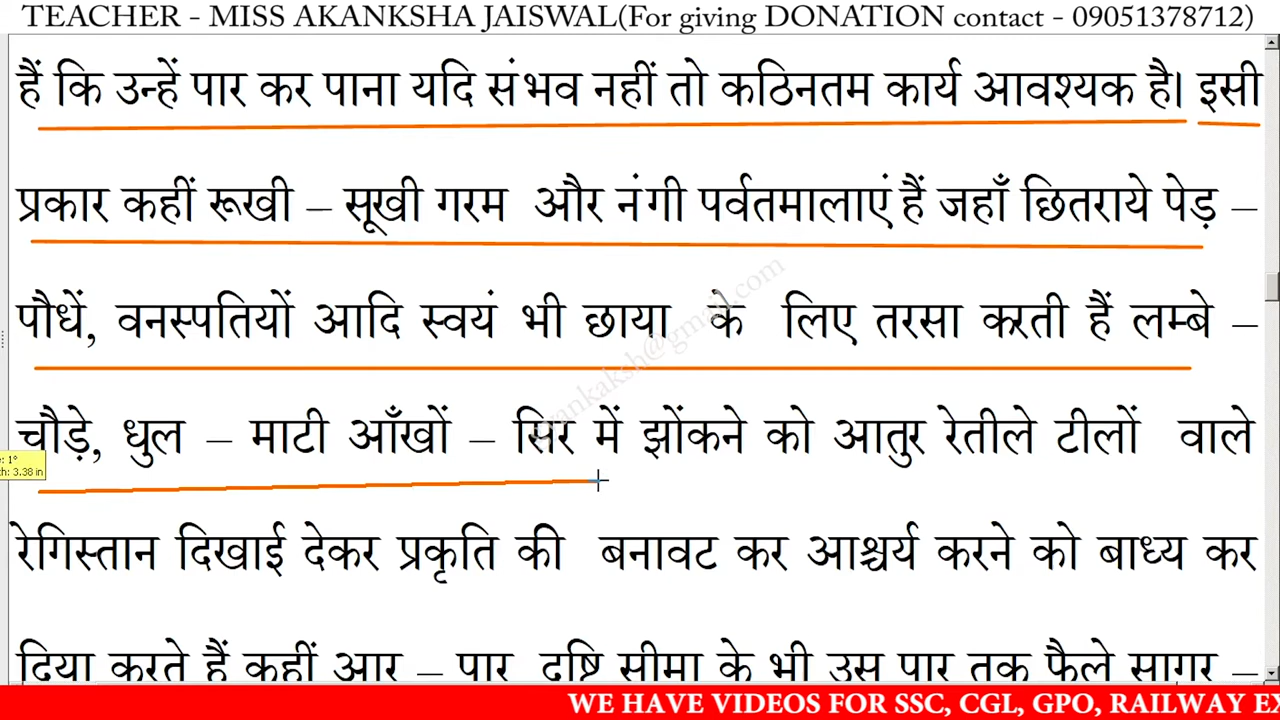 TEACHER - MISS AKANKSHA JAISWAL(For giving DONATION contact - 09051378712)
हैं कि उन्हें पार कर पाना यदि संभव नहीं तो कठिनतम कार्य आवश्यक है। इसी
प्रकार कहीं रूखी – सूखी गरम और नंगी पर्वतमालाएं हैं जहाँ छितराये पेड़ –
पौधें, वनस्पतियों आदि स्वयं भी छाया के लिए तरसा करती हैं लम्बे –
चौड़े, धुल – माटी आँखों – सिर में झोंकने को आतुर रेतीले टीलों वाले
रेगिस्तान दिखाई देकर प्रकृति की बनावट कर आश्चर्य करने को बाध्य कर
दिया करते हैं कहीं आर – पार दृष्टि सीमा के भी उस पार तक फैले सागर –
WE HAVE VIDEOS FOR SSC, CGL, GPO, RAILWAY EX